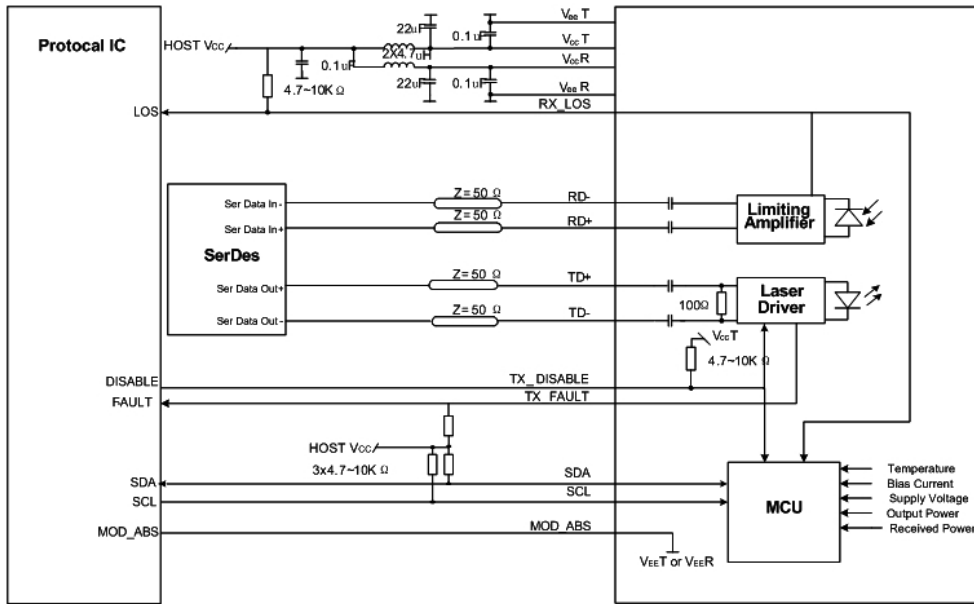 Protocal IC
HOST Vcc
22uF
0.1uF
Vee T
Vcc T
2X4.7uH
Vcc R
0.1uF
4.7~10K Ω
22uF
0.1uF
Vee R
LOS
RX_LOS
Ser Data In-
Z= 50 Ω
RD-
Ser Data In+
Z= 50 Ω
RD+
Limiting
Amplifier
SerDes
Ser Data Out+
Z= 50 Ω
TD+
Ser Data Out-
Z= 50 Ω
TD-
100Ω
Laser
Driver
VccT
4.7~10K Ω
DISABLE
TX_DISABLE
FAULT
TX_FAULT
HOST Vcc
3x4.7~10K Ω
SDA
SDA
SCL
SCL
MOD_ABS
MOD_ABS
VEET or VEER
MCU
Temperature
Bias Current
Supply Voltage
Output Power
Received Power